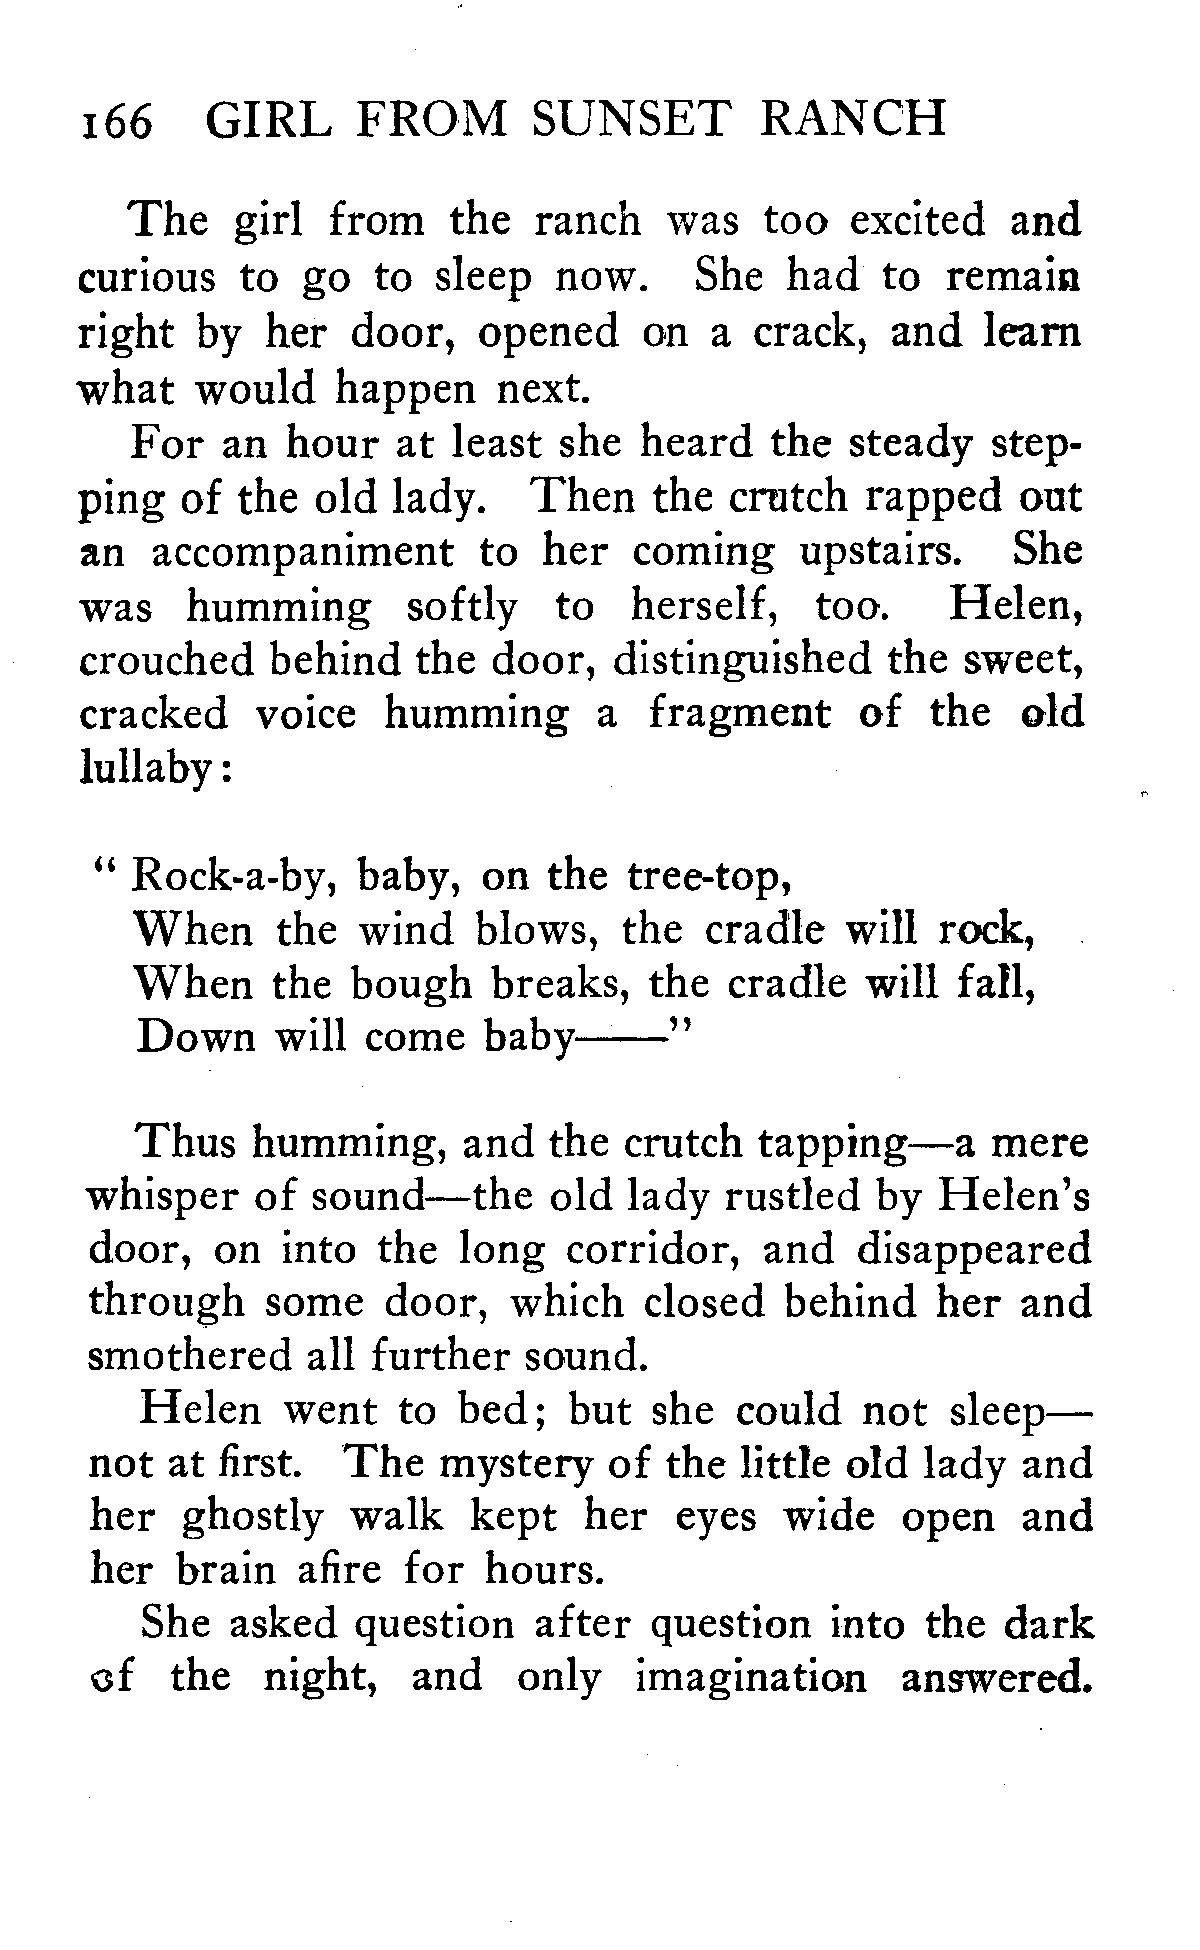 166 GIRL FROM SUNSET RANCH
The girl from the ranch was too excited and
curious to go to sleep now. She had to remain
right by her door, opened on a crack, and learn
what would happen next.
For an hour at least she heard the steady step-
ping of the old lady. Then the crutch rapped out
an accompaniment to her coming upstairs. She
was humming softly to herself, too. Helen,
crouched behind the door, distinguished the sweet,
cracked voice humming a fragment of the old
lullaby:
“ Rock-a-by, baby, on the tree-top,
When the wind blows, the cradle will rock,
When the bough breaks, the cradle will fall,
Down will come baby——”
Thus humming, and the crutch tapping—a mere
whisper of sound—the old lady rustled by Helen’s
door, on into the long corridor, and disappeared
through some door, which closed behind her and
smothered all further sound.
Helen went to bed; but she could not sleep—
not at first. The mystery of the little old lady and
her ghostly walk kept her eyes wide open and
her brain afire for hours.
She asked question after question into the dark
of the night, and only imagination answered.